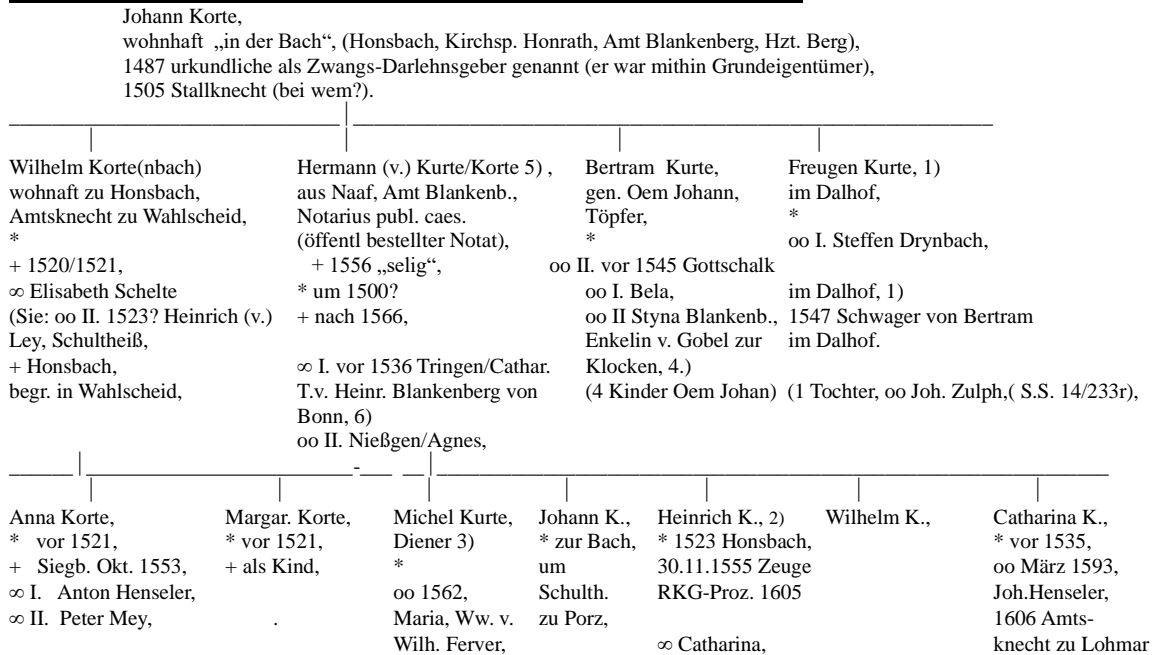 Johann Korte,
wohnhaft „in der Bach“, (Honsbach, Kirchsp. Honrath, Amt Blankenberg, Hzt. Berg),
1487 urkundliche als Zwangs-Darlehnsgeber genannt (er war mithin Grundeigentümer),
1505 Stallknecht (bei wem?).
Wilhelm Korte(nbach)
wohnaft zu Honsbach,
Amtsknecht zu Wahlscheid,
*
+ 1520/1521,
∞ Elisabeth Schelte
(Sie: oo II. 1523? Heinrich (v.)
Ley, Schultheiß,
+ Honsbach,
begr. in Wahlscheid,
Hermann (v.) Kurte/Korte 5) ,
aus Naaf, Amt Blankenb.,
Notarius publ. caes.
(öffentl bestellter Notat),
+ 1556 „selig“,
* um 1500?
+ nach 1566,
∞ I. vor 1536 Tringen/Cathar.
T.v. Heinr. Blankenberg von
Bonn, 6)
oo II. Nießgen/Agnes,
Bertram Kurte,
gen. Oem Johann,
Töpfer,
*
oo II. vor 1545 Gottschalk
oo I. Bela,
oo II Styna Blankenb.,
Enkelin v. Gobel zur
Klocken, 4.)
(4 Kinder Oem Johan)
Freugen Kurte, 1)
im Dalhof,
*
oo I. Steffen Drynbach,
im Dalhof, 1)
1547 Schwager von Bertram
im Dalhof.
(1 Tochter, oo Joh. Zulph,( S.S. 14/233r),
Anna Korte,
* vor 1521,
+ Siegb. Okt. 1553,
∞ I. Anton Henseler,
∞ II. Peter Mey,
Margar. Korte,
* vor 1521,
+ als Kind,
.
Michel Kurte,
Diener 3)
*
oo 1562,
Maria, Ww. v.
Wilh. Ferver,
Johann K.,
* zur Bach,
um
Schulth.
zu Porz,
Heinrich K., 2)
* 1523 Honsbach,
30.11.1555 Zeuge
RKG-Proz. 1605
∞ Catharina,
Wilhelm K.,
Catharina K.,
* vor 1535,
oo März 1593,
Joh.Henseler,
1606 Amts-
knecht zu Lohmar